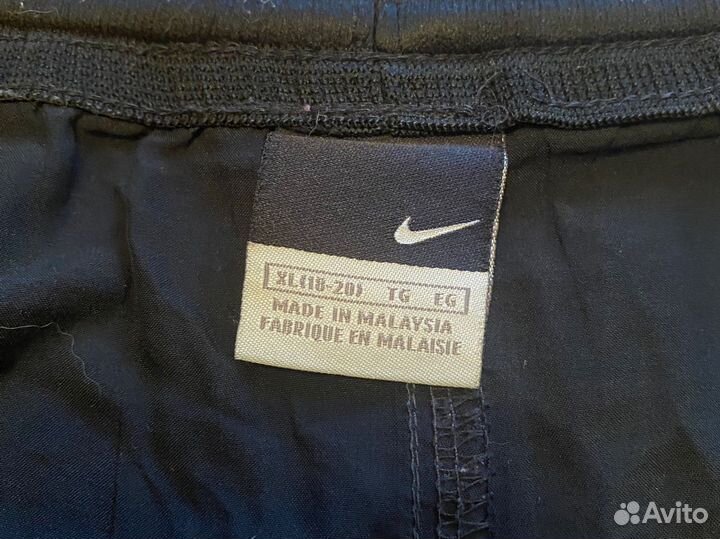 XL(18-20) TG EG
MADE IN MALAYSIA
FABRIQUE EN MALAISIE
Avito